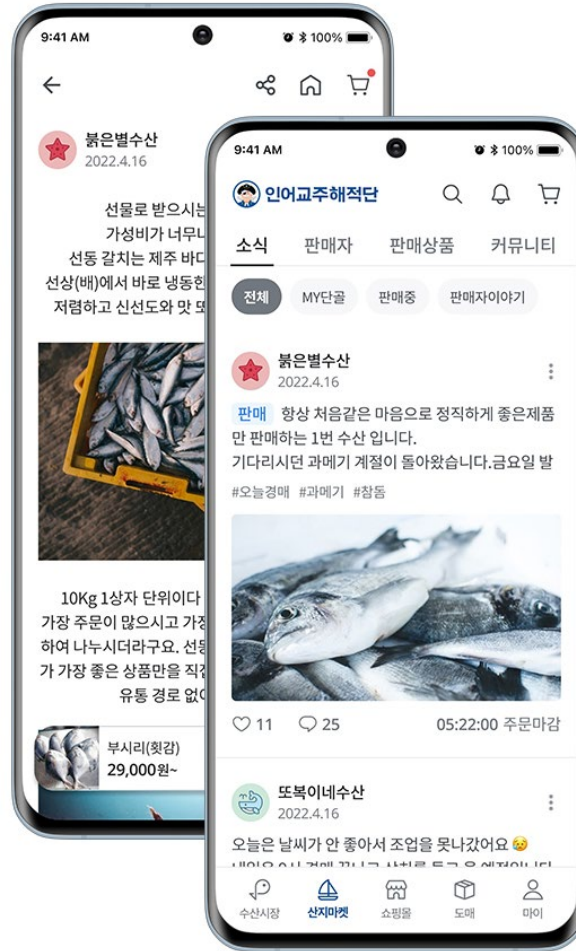 9:41 AM
100%
붉은별수산
2022.4.16
선물로 받으시는
가성비가 너무나
선동 갈치는 제주 바다
선상(배)에서 바로 냉동한
저렴하고 신선도와 맛 또
10Kg 1상자 단위이다
가장 주문이 많으시고 가장
하여 나누시더라구요. 선동
가 가장 좋은 상품만을 직접
유통 경로 없이
부시리(횟감)
29,000원~
9:41 AM
100%
인어교주해적단
소식 판매자 판매상품 커뮤니티
전체 MY단골 판매중 판매자이야기
붉은별수산
2022.4.16
판매 항상 처음같은 마음으로 정직하게 좋은제품
만 판매하는 1번 수산 입니다.
기다리시던 과메기 계절이 돌아왔습니다.금요일 발
#오늘경매 #과메기 #참돔
11 25 05:22:00 주문마감
또복이네수산
2022.4.16
오늘은 날씨가 안 좋아서 조업을 못나갔어요 😥
수산시장 산지마켓 쇼핑몰 도매 마이